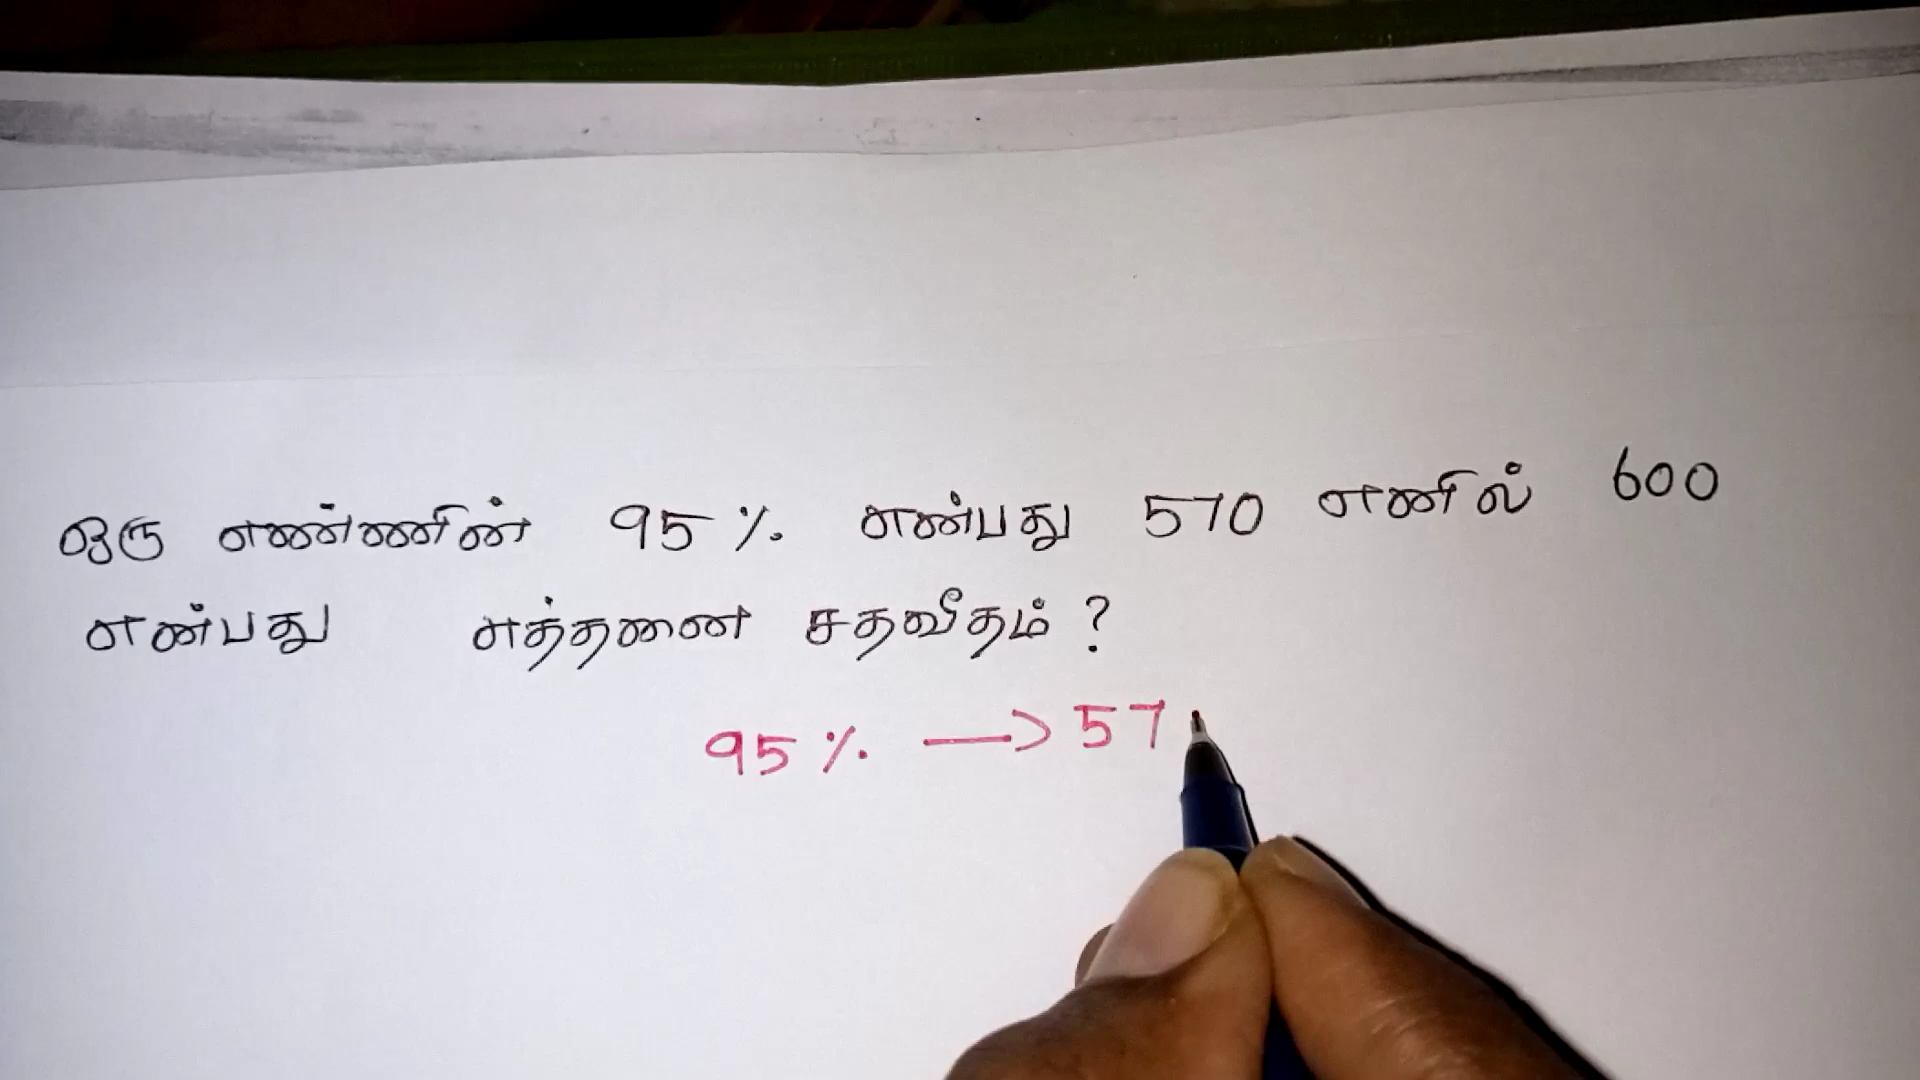 ஒரு எண்ணின் 95% என்பது 570 எனில் 600
என்பது எத்தனை சதவீதம்?
95% → 57